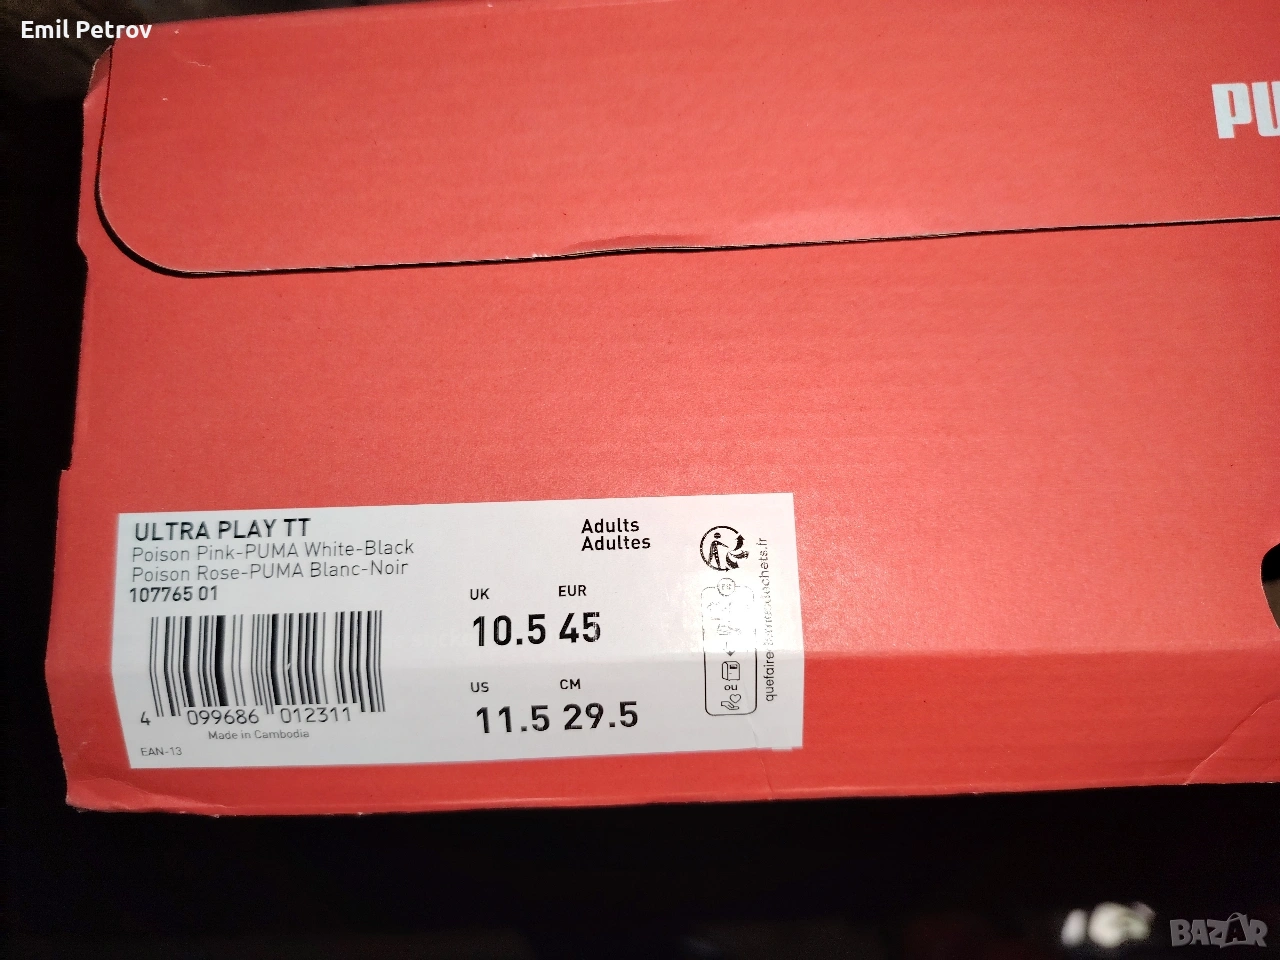 Emil Petrov
PU
ULTRA PLAY TT
Poison Pink-PUMA White-Black
Poison Rose-PUMA Blanc-Noir
107765 01
4 099686 012311
Made in Cambodia
EAN-13
Adults
Adultes
UK EUR
10.5 45
US CM
11.5 29.5
FR
OU
BAZAR